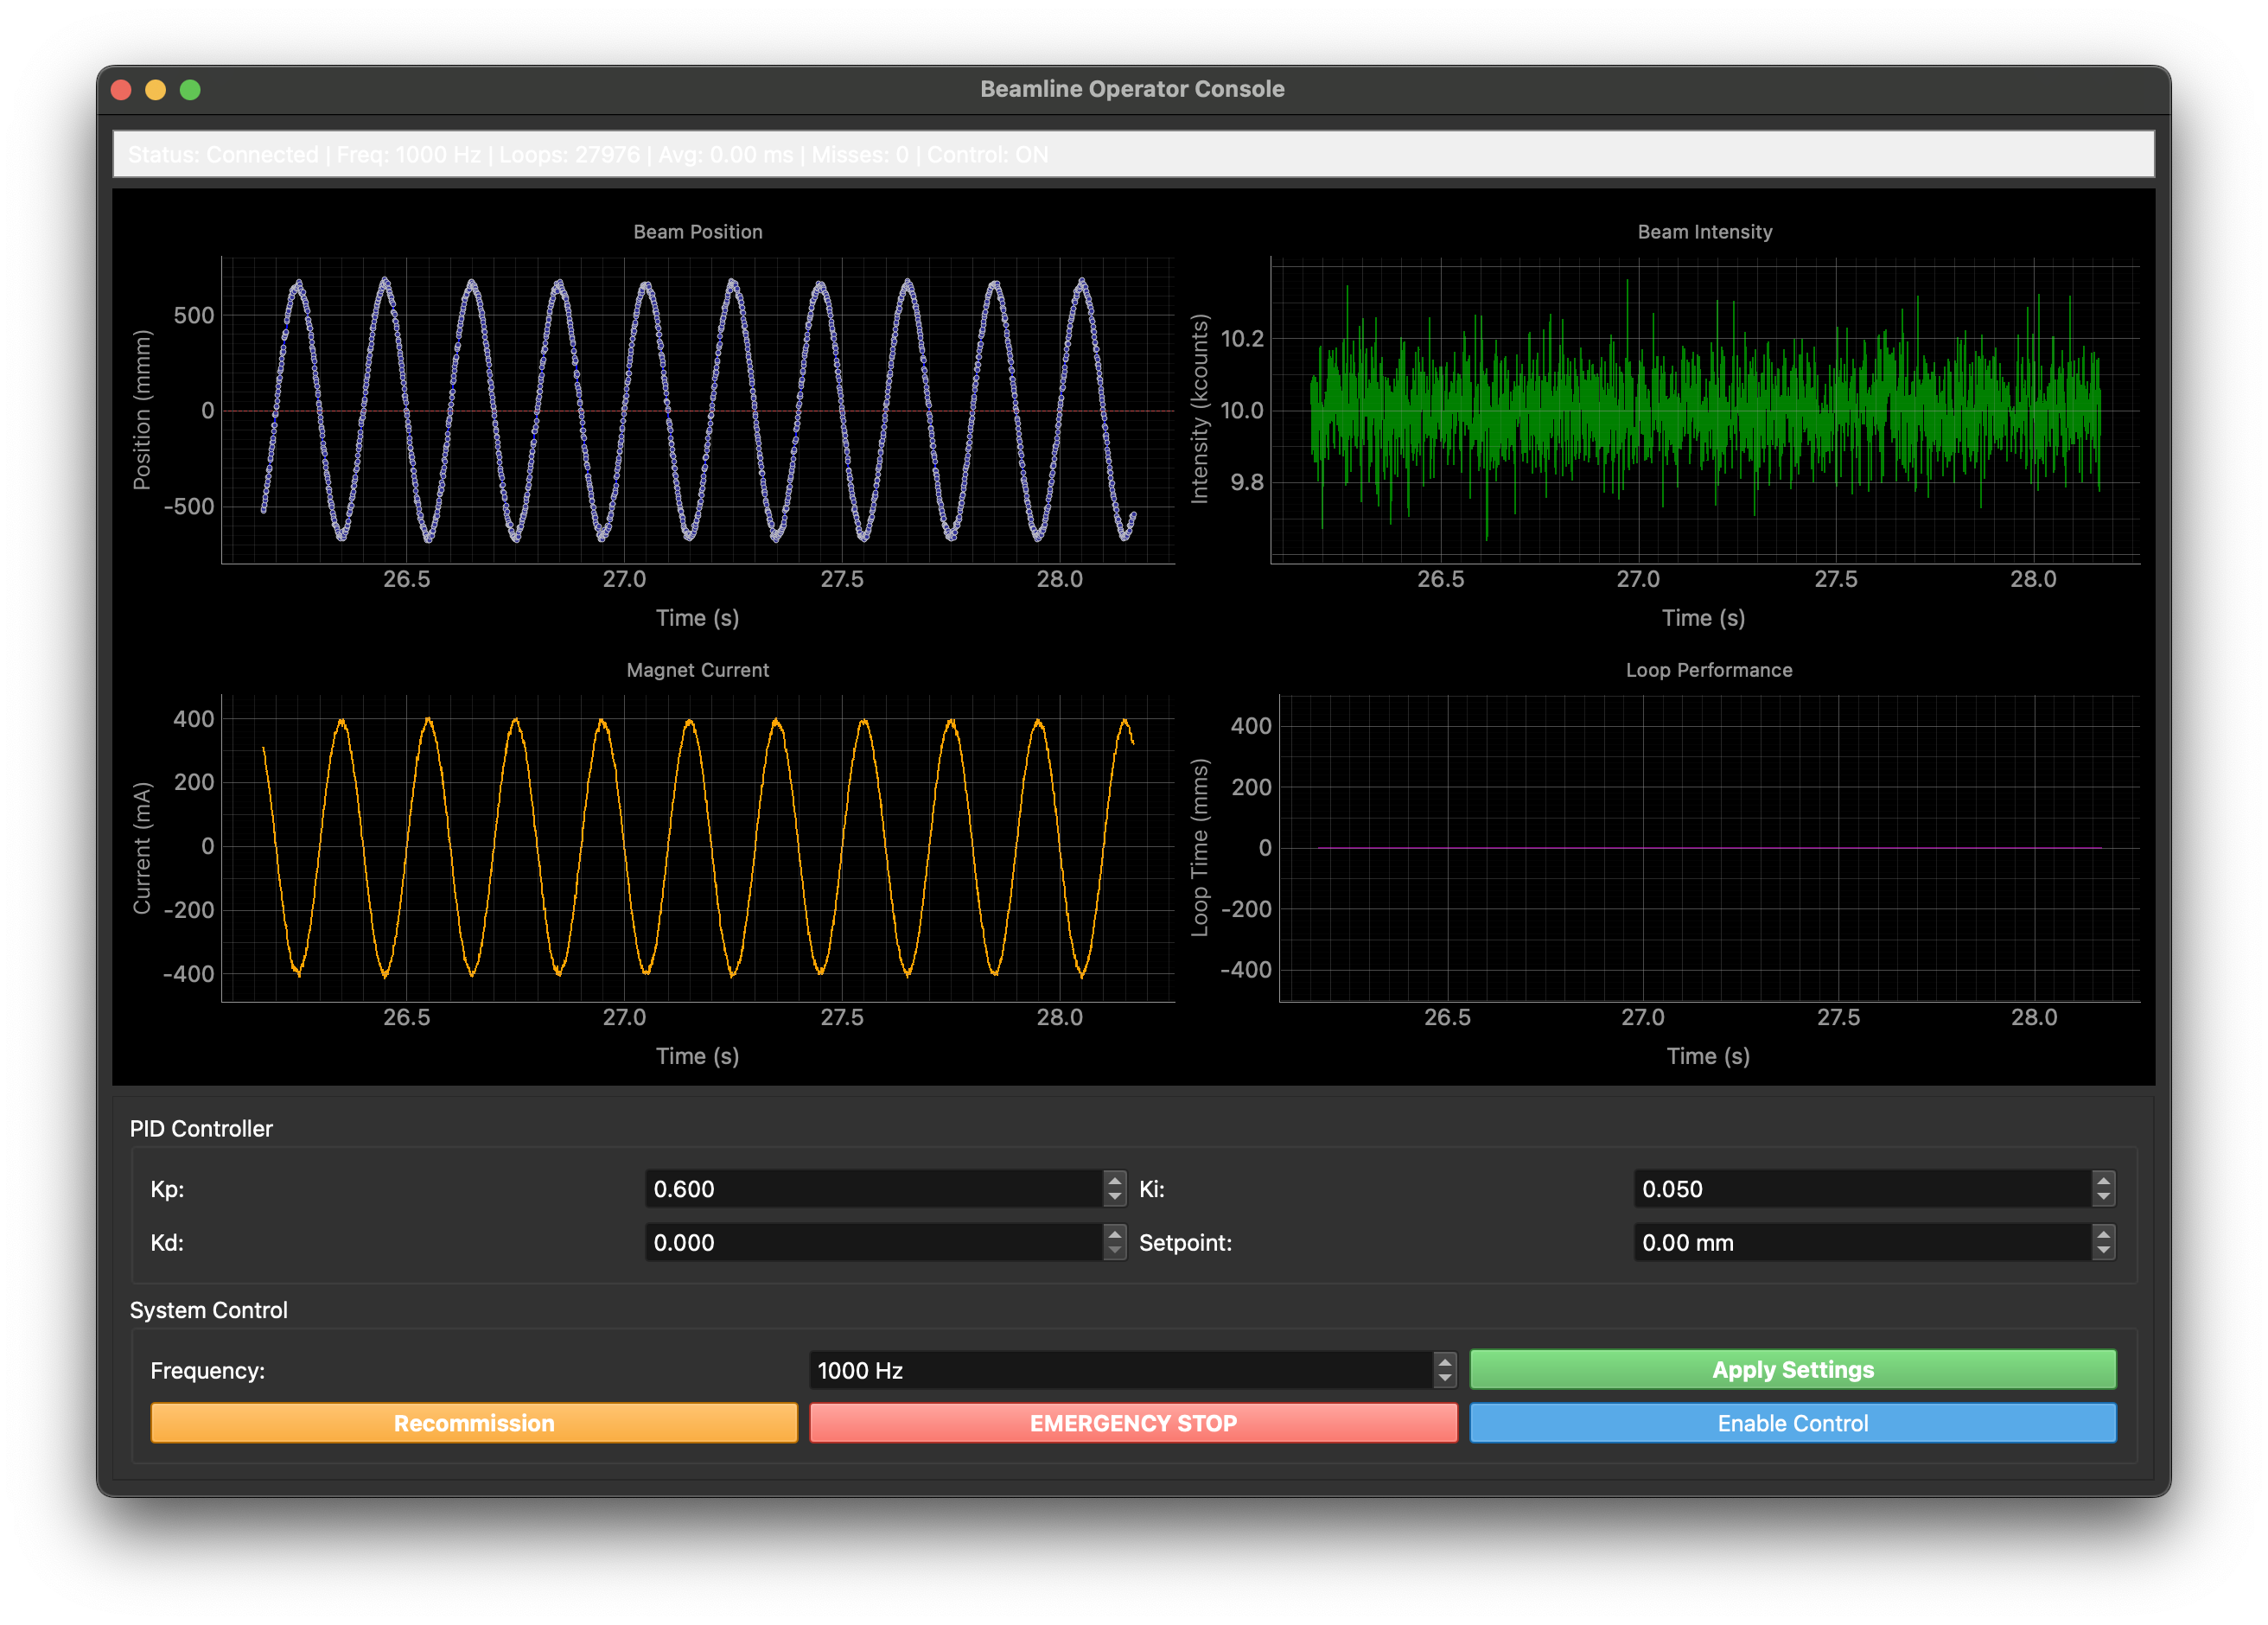 Beamline Operator Console
Status: Connected | Freq: 1000 Hz | Loops: 27976 | Avg: 0.00 ms | Misses: 0 | Control: ON
Beam Position
Position (mmm)
500
0
-500
26.5 27.0 27.5 28.0
Time (s)
Beam Intensity
Intensity (kcounts)
10.2
10.0
9.8
26.5 27.0 27.5 28.0
Time (s)
Magnet Current
Current (mA)
400
200
0
-200
-400
26.5 27.0 27.5 28.0
Time (s)
Loop Performance
Loop Time (mms)
400
200
0
-200
-400
26.5 27.0 27.5 28.0
Time (s)
PID Controller
Kp: 0.600 Ki: 0.050
Kd: 0.000 Setpoint: 0.00 mm
System Control
Frequency: 1000 Hz Apply Settings
Recommission EMERGENCY STOP Enable Control